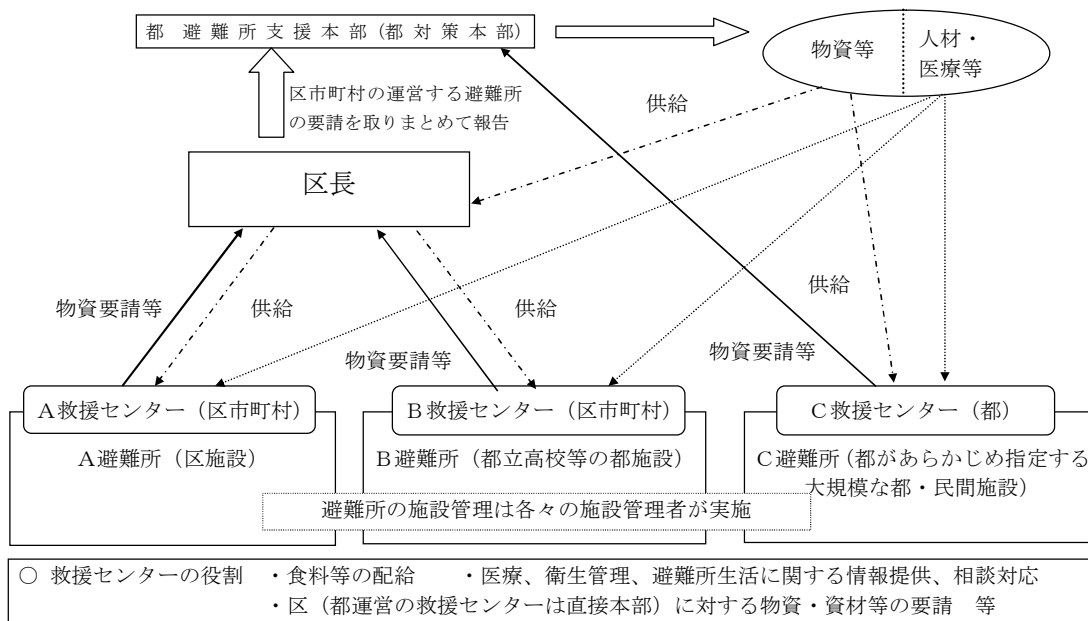 都 避 難 所 支 援 本 部 (都 対 策 本 部)
物資等
人材・
医療等
区市町村の運営する避難所
の要請を取りまとめて報告
供給
区長
物資要請等
供給
供給
供給
物資要請等
物資要請等
A救援センター（区市町村）
B救援センター（区市町村）
C救援センター（都）
A避難所（区施設）
B避難所（都立高校等の都施設）
C避難所（都があらかじめ指定する
大規模な都・民間施設）
避難所の施設管理は各々の施設管理者が実施
○ 救援センターの役割 ・食料等の配給 ・医療、衛生管理、避難所生活に関する情報提供、相談対応
・区（都運営の救援センターは直接本部）に対する物資・資材等の要請 等